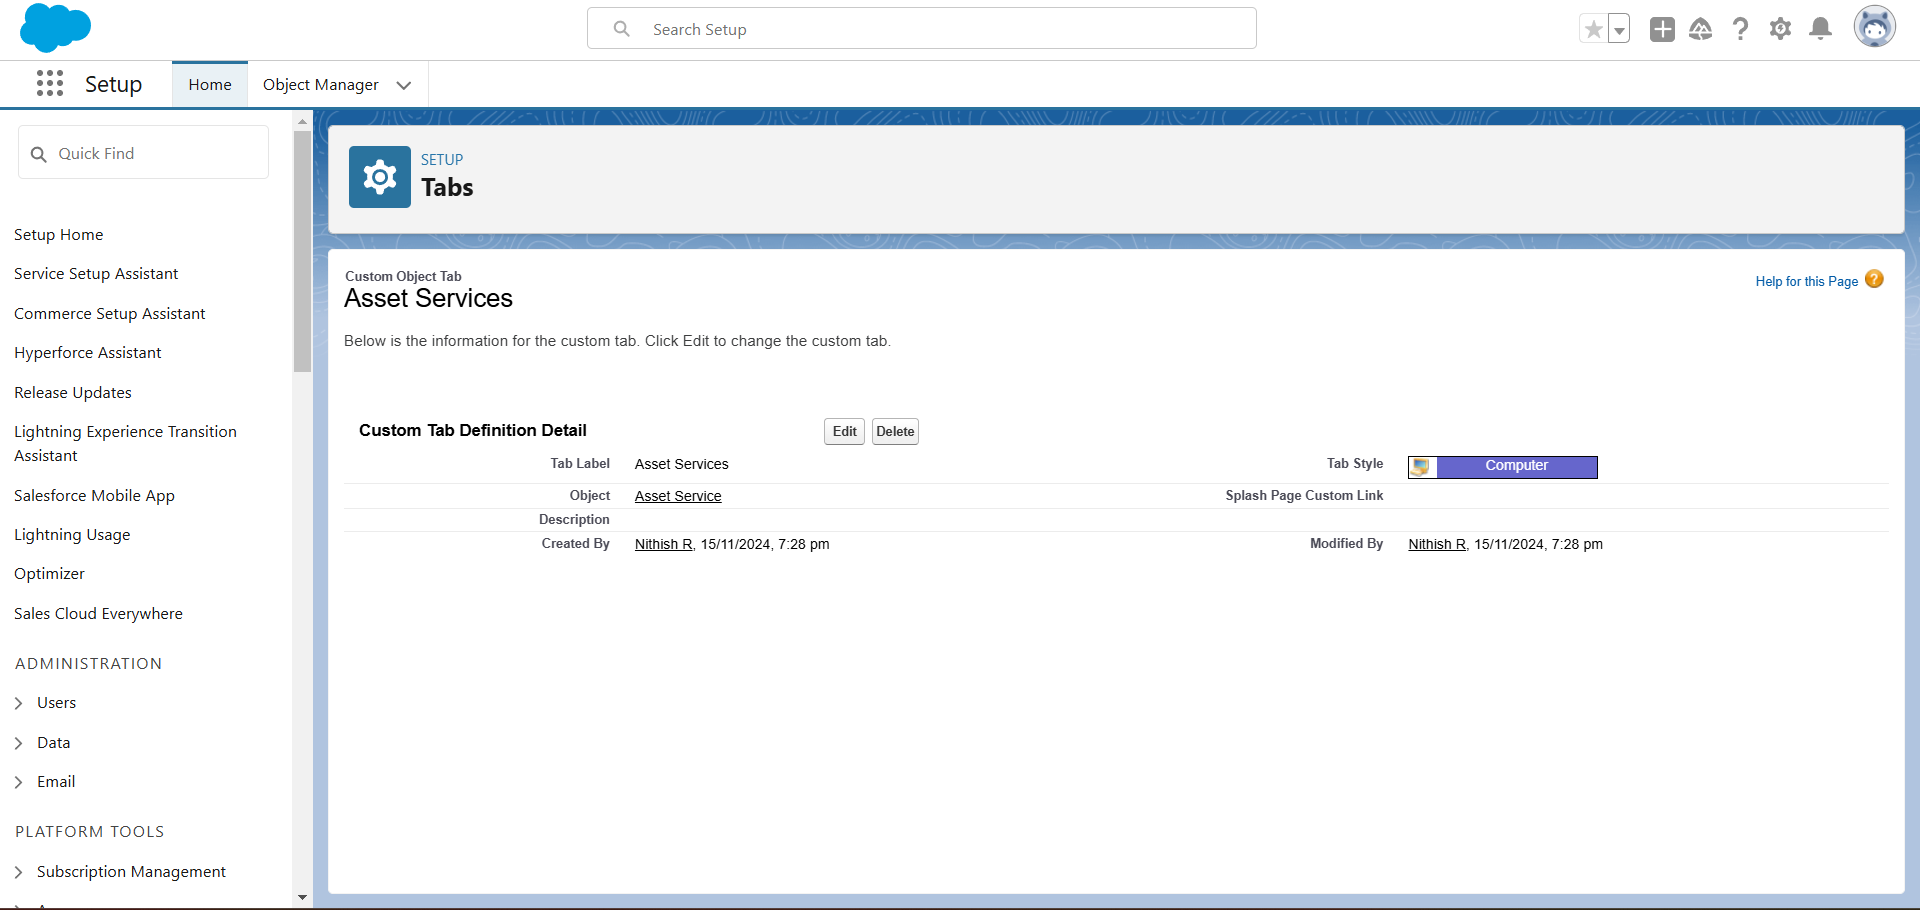 Search Setup
Setup
Home
Object Manager
Quick Find
Setup Home
Service Setup Assistant
Commerce Setup Assistant
Hyperforce Assistant
Release Updates
Lightning Experience Transition
Assistant
Salesforce Mobile App
Lightning Usage
Optimizer
Sales Cloud Everywhere
ADMINISTRATION
Users
Data
Email
PLATFORM TOOLS
Subscription Management
SETUP
Tabs
Custom Object Tab
Asset Services
Help for this Page ?
Below is the information for the custom tab. Click Edit to change the custom tab.
Custom Tab Definition Detail
Edit
Delete
Tab Label Asset Services
Tab Style Computer
Object Asset Service
Splash Page Custom Link
Description
Created By Nithish R, 15/11/2024, 7:28 pm
Modified By Nithish R, 15/11/2024, 7:28 pm